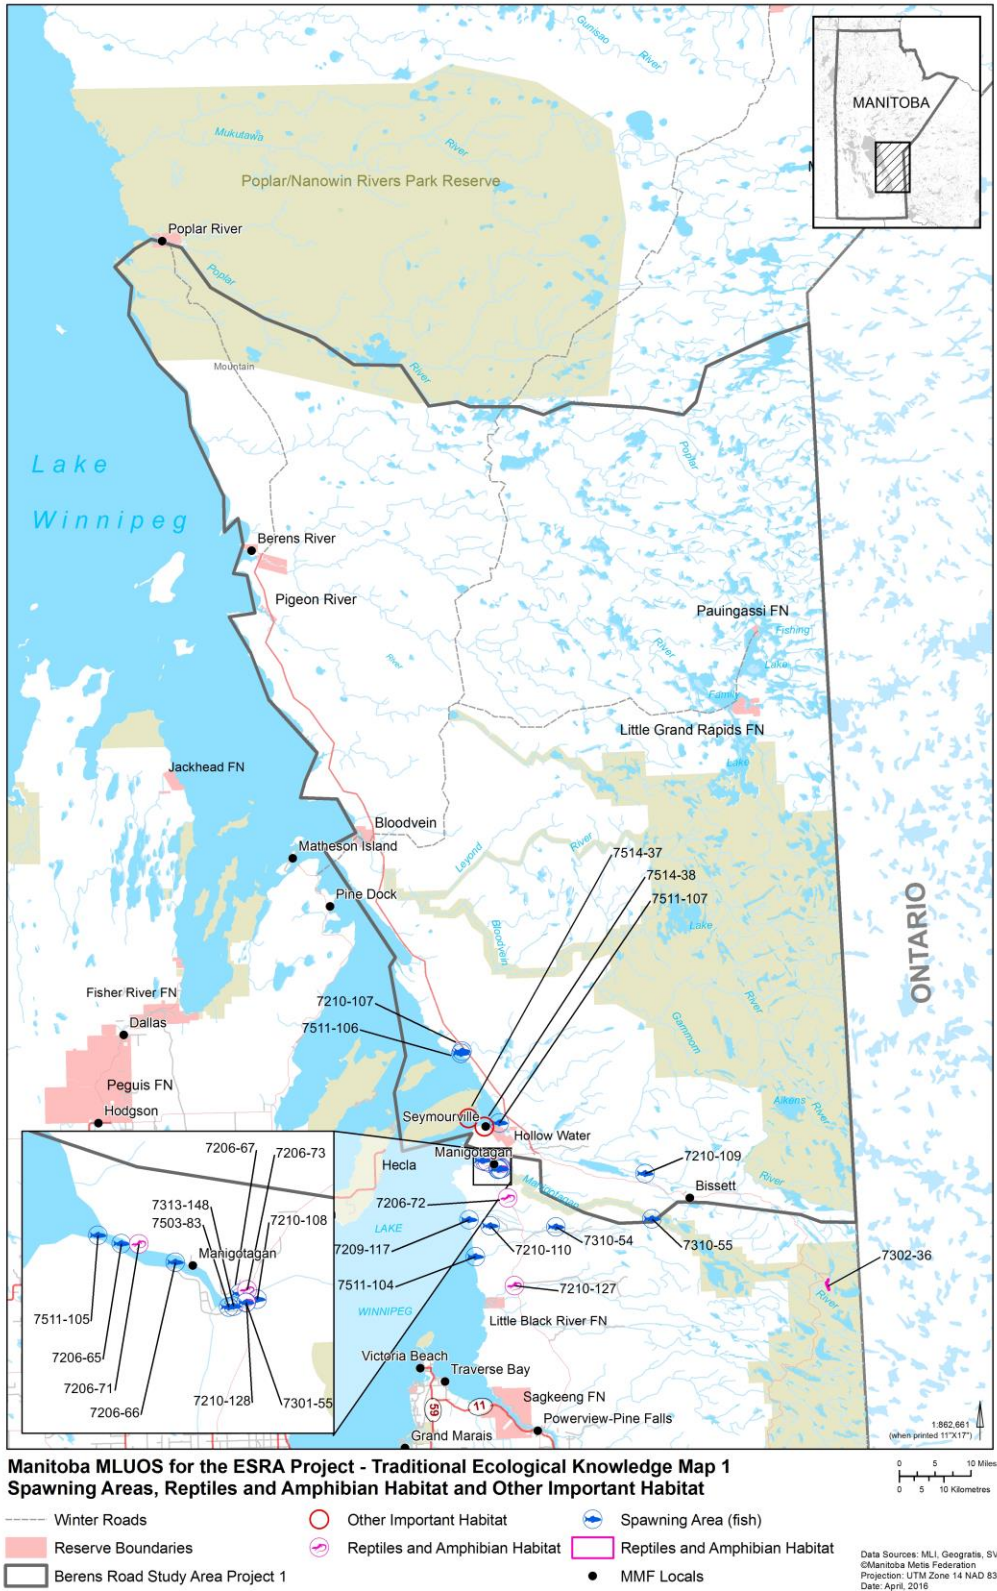 Gunisao
River
MANITOBA
Mukutawa
River
Poplar/Nanowin Rivers Park Reserve
Poplar River
Poplar
Mountain
River
Lake
Winnipeg
Poplar
Berens River
Pigeon River
Pauingassi FN
Fishing
River
Lake
River
Family
Little Grand Rapids FN
Lake
Jackhead FN
Bloodvein
Matheson Island
Leyond
River
7514-37
7514-38
7511-107
Pine Dock
ONTARIO
Bloodvein
Lake
Fisher River FN
7210-107
River
Dallas
7511-106
Gammom
Peguis FN
Aikens
River
Hodgson
Seymourville
Hollow Water
7206-67
7206-73
Manigotagan
7210-109
Hecla
River
Manigotagan
Bissett
7313-148
7206-72
7503-83
7210-108
LAKE
7310-54
7310-55
7209-117
7210-110
Manigotagan
7302-36
7511-104
7210-127
River
7511-105
WINNIPEG
Little Black River FN
7206-65
Victoria Beach
Traverse Bay
7206-71
7210-128
7301-55
Sagkeeng FN
7206-66
59
11
Powerview-Pine Falls
Grand Marais
1:862,661
(when printed 11"X17")
Manitoba MLUOS for the ESRA Project - Traditional Ecological Knowledge Map 1
Spawning Areas, Reptiles and Amphibian Habitat and Other Important Habitat
0 5 10 Miles
0 5 10 Kilometres
Winter Roads
Other Important Habitat
Spawning Area (fish)
Reserve Boundaries
Reptiles and Amphibian Habitat
Reptiles and Amphibian Habitat
Berens Road Study Area Project 1
MMF Locals
Data Sources: MLI, Geogratis, SV
©Manitoba Metis Federation
Projection: UTM Zone 14 NAD 83
Date: April, 2016